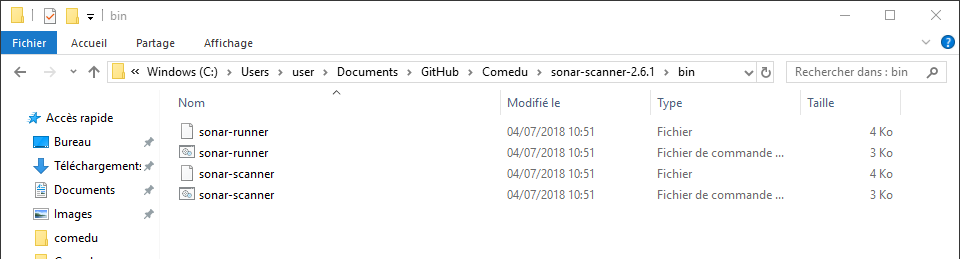 bin
Fichier Accueil Partage Affichage
Windows (C:) Users user Documents GitHub Comedu sonar-scanner-2.6.1 bin Rechercher dans : bin
Nom Modifié le Type Taille
Accès rapide
Bureau
Téléchargements
Documents
Images
comedu
sonar-runner 04/07/2018 10:51 Fichier 4 Ko
sonar-runner 04/07/2018 10:51 Fichier de commande ... 3 Ko
sonar-scanner 04/07/2018 10:51 Fichier 4 Ko
sonar-scanner 04/07/2018 10:51 Fichier de commande ... 3 Ko